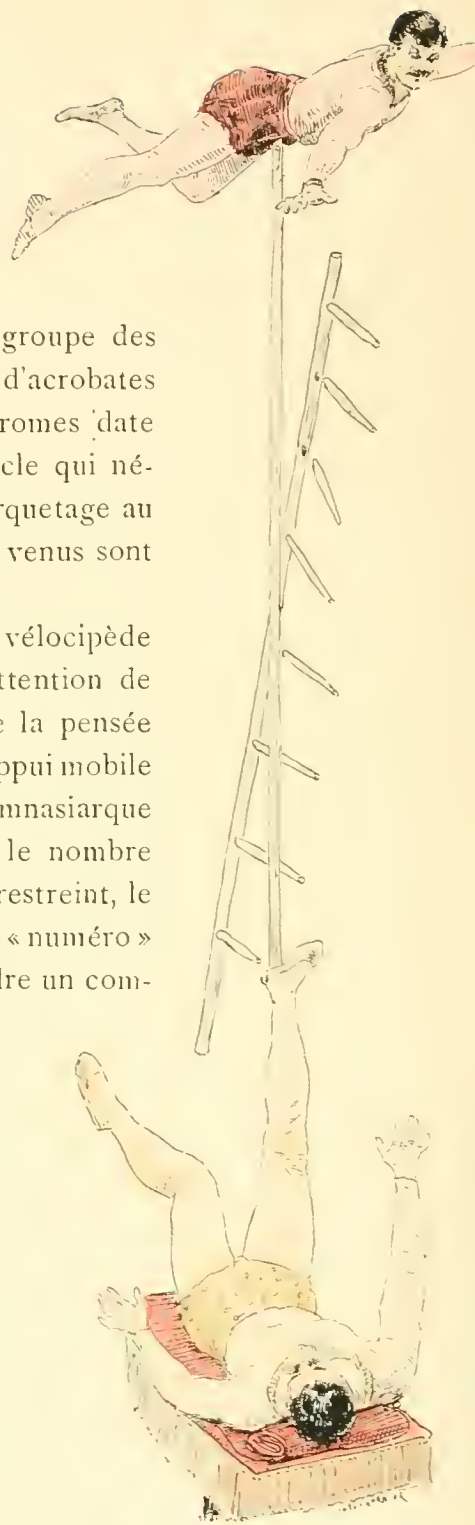 groupe des
d'acrobates
romes date
cle qui né-
rquetage au
venus sont
vélocipède
ttention de
e la pensée
ppui mobile
mnasiarque
le nombre
restreint, le
« numéro »
dre un com-